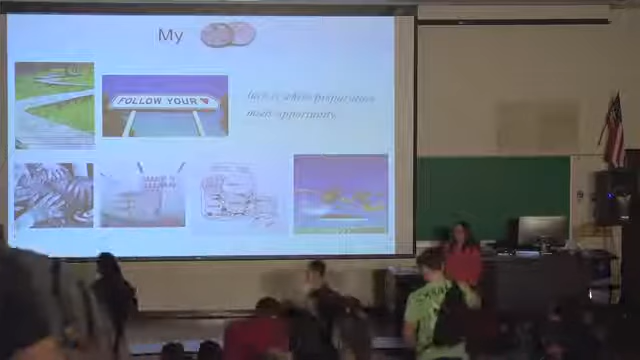 My
FOLLOW YOUR
luck is where preparation
meets opportunity.